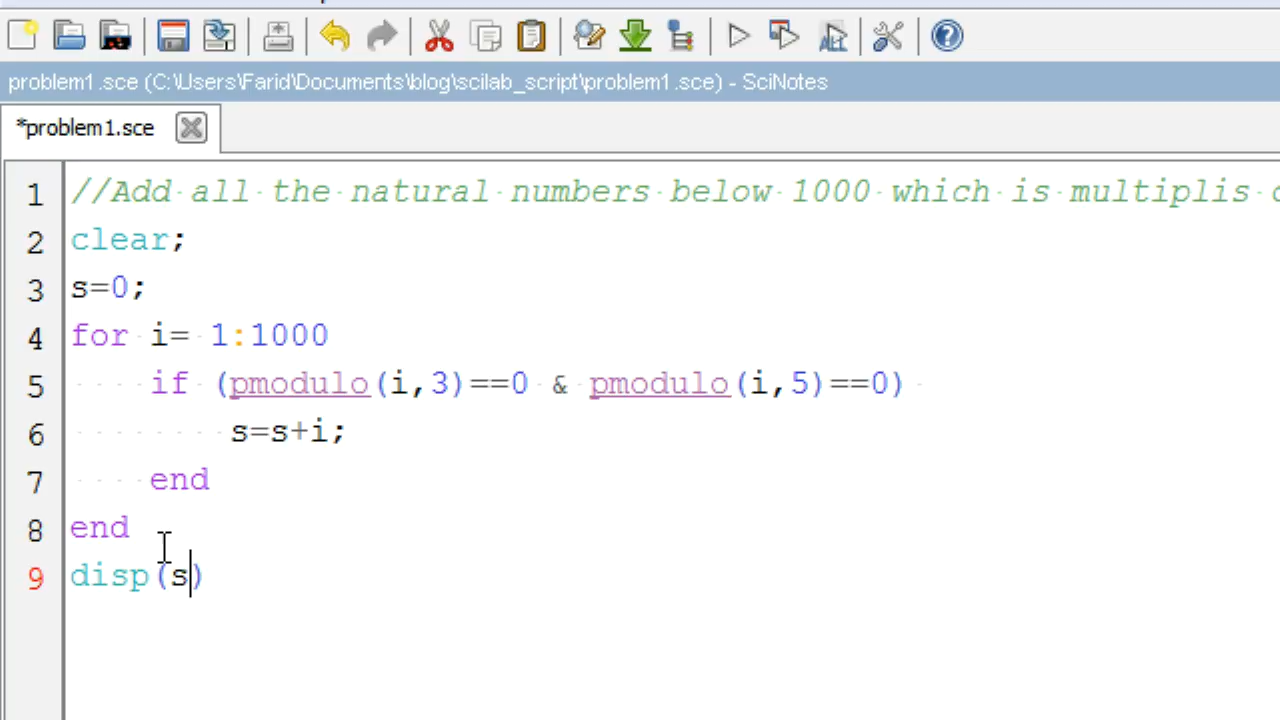 problem1.sce (C:\Users\Farid\Documents\blog\scilab_script\problem1.sce) - SciNotes
*problem1.sce
1 //Add all the natural numbers below 1000 which is multiplis
2 clear;
3 s=0;
4 for i= 1:1000
5 if (pmodulo(i,3)==0 & pmodulo(i,5)==0)
6 s=s+i;
7 end
8 end
9 disp(s)